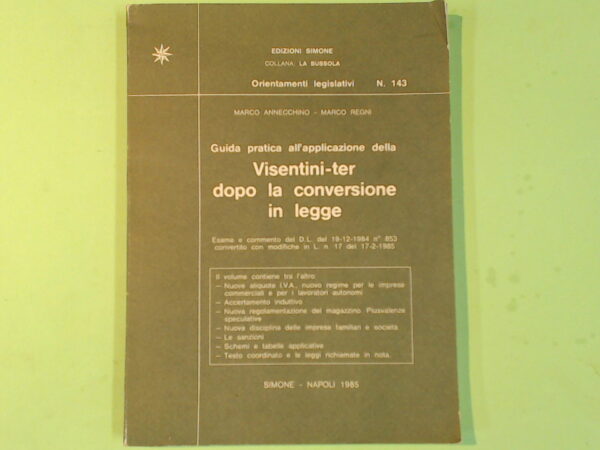 EDIZIONI SIMONE
COLLANA: LA BUSSOLA
Orientamenti legislativi N. 143
MARCO ANNECCHINO - MARCO REGNI
Guida pratica all'applicazione della
Visentini-ter
dopo la conversione
in legge
Esame e commento del D.L. del 19-12-1984 n° 853
convertito con modifiche in L. n. 17 del 17-2-1985
Il volume contiene tra l'altro:
— Nuove aliquote I.V.A., nuovo regime per le imprese
commerciali e per i lavoratori autonomi
— Accertamento induttivo
— Nuova regolamentazione del magazzino. Plusvalenze
speculative
— Nuova disciplina delle imprese familiari e società
— Le sanzioni
— Schemi e tabelle applicative
— Testo coordinato e le leggi richiamate in nota.
SIMONE - NAPOLI 1985